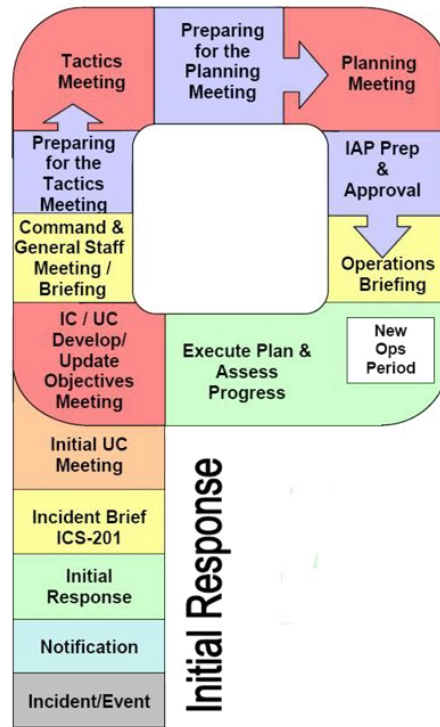 Tactics
Meeting
Preparing
for the
Planning
Meeting
Planning
Meeting
Preparing
for the
Tactics
Meeting
IAP Prep
&
Approval
Command &
General Staff
Meeting /
Briefing
Operations
Briefing
IC / UC
Develop/
Update
Objectives
Meeting
Execute Plan &
Assess
Progress
New
Ops
Period
Initial UC
Meeting
Incident Brief
ICS-201
Initial
Response
Notification
Incident/Event
Initial Response